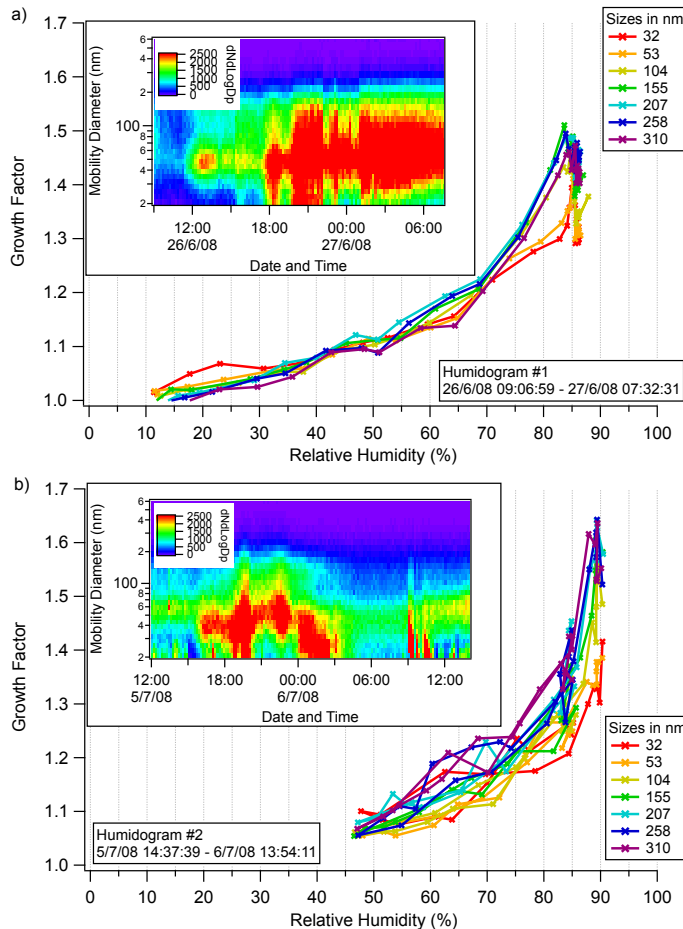 a)
1.7
1.6
1.5
1.4
1.3
1.2
1.1
1.0
Growth Factor
0 10 20 30 40 50 60 70 80 90 100
Relative Humidity (%)
Sizes in nm
32
53
104
155
207
258
310
Mobility Diameter (nm)
6
4
2
100
8
6
4
2
2500
2000
1500
1000
500
0
dNdLogDp
12:00 18:00 00:00 06:00
26/6/08 27/6/08
Date and Time
Humidogram #1
26/6/08 09:06:59 - 27/6/08 07:32:31
b)
1.7
1.6
1.5
1.4
1.3
1.2
1.1
1.0
Growth Factor
0 10 20 30 40 50 60 70 80 90 100
Relative Humidity (%)
Mobility Diameter (nm)
6
4
2
100
8
6
4
2
2500
2000
1500
1000
500
0
dNdLogDp
12:00 18:00 00:00 06:00 12:00
5/7/08 6/7/08
Date and Time
Sizes in nm
32
53
104
155
207
258
310
Humidogram #2
5/7/08 14:37:39 - 6/7/08 13:54:11